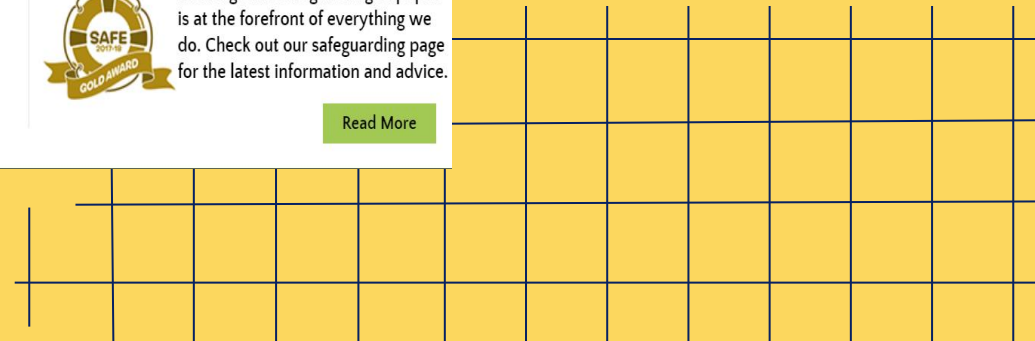 is at the forefront of everything we
SAFE
2017-18
do. Check out our safeguarding page
GOLD AWARD
for the latest information and advice.
Read More